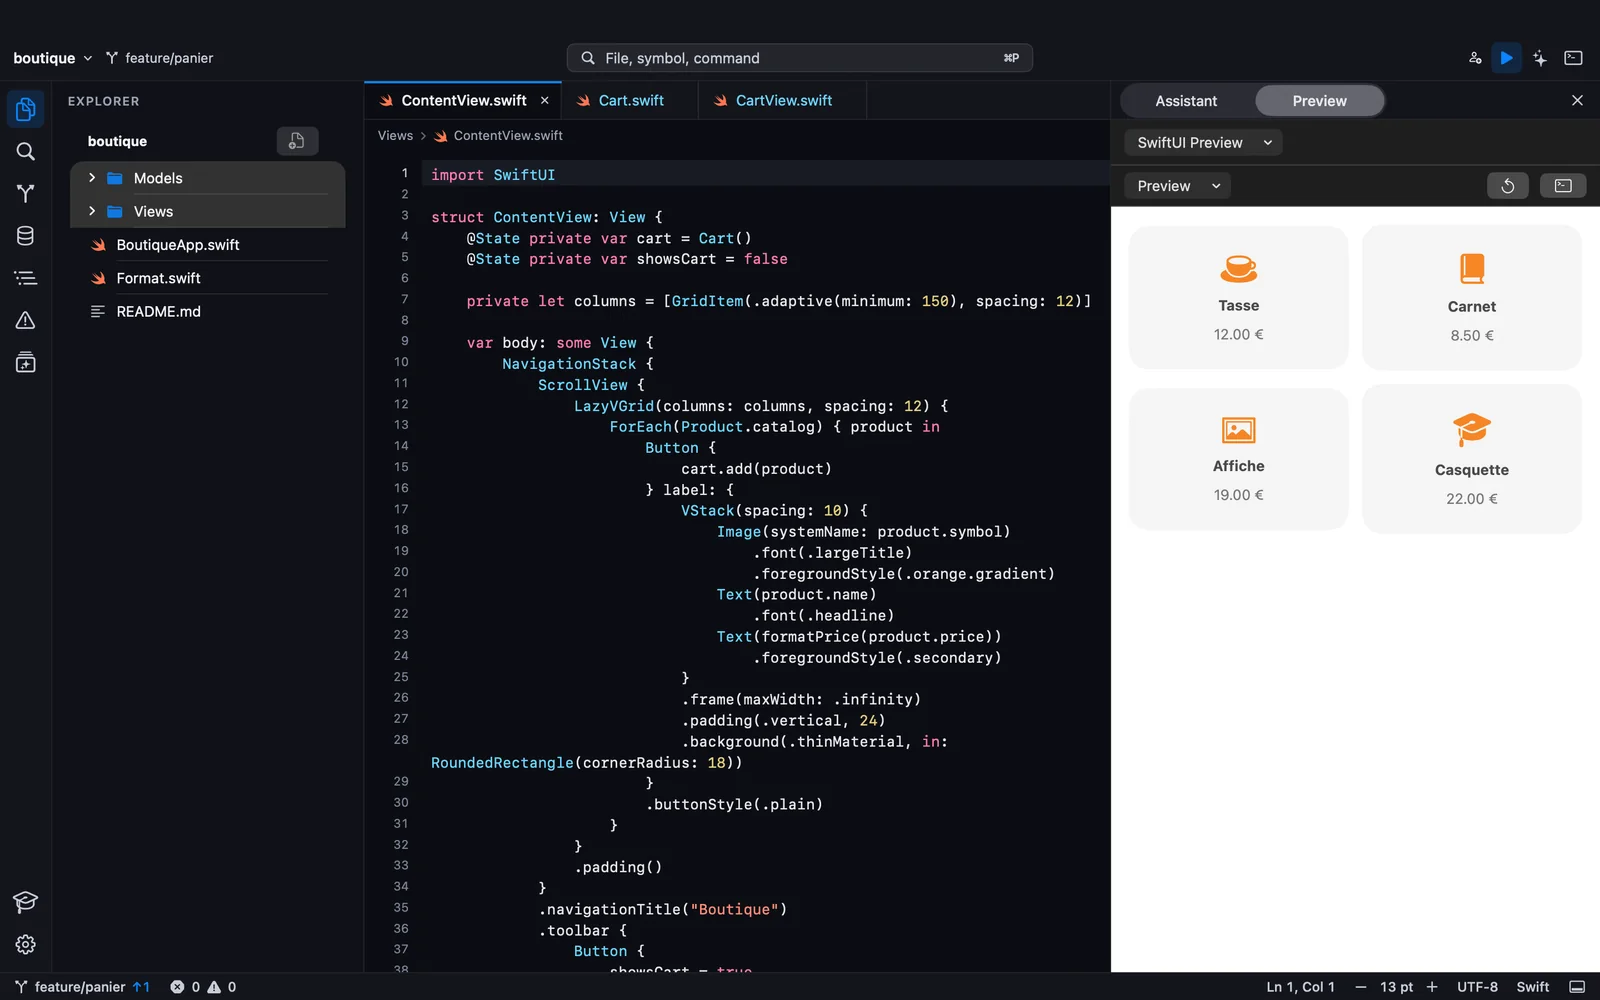 boutique feature/panier
File, symbol, command ⌘P
EXPLORER
boutique
Models
Views
BoutiqueApp.swift
Format.swift
README.md
ContentView.swift × Cart.swift CartView.swift
Views > ContentView.swift
1 import SwiftUI
2
3 struct ContentView: View {
4 @State private var cart = Cart()
5 @State private var showsCart = false
6
7 private let columns = [GridItem(.adaptive(minimum: 150), spacing: 12)]
8
9 var body: some View {
10 NavigationStack {
11 ScrollView {
12 LazyVGrid(columns: columns, spacing: 12) {
13 ForEach(Product.catalog) { product in
14 Button {
15 cart.add(product)
16 } label: {
17 VStack(spacing: 10) {
18 Image(systemName: product.symbol)
19 .font(.largeTitle)
20 .foregroundStyle(.orange.gradient)
21 Text(product.name)
22 .font(.headline)
23 Text(formatPrice(product.price))
24 .foregroundStyle(.secondary)
25 }
26 .frame(maxWidth: .infinity)
27 .padding(.vertical, 24)
28 .background(.thinMaterial, in:
RoundedRectangle(cornerRadius: 18))
29 }
30 .buttonStyle(.plain)
31 }
32 }
33 .padding()
34 }
35 .navigationTitle("Boutique")
36 .toolbar {
37 Button {
38 showsCart = true
Assistant Preview
SwiftUI Preview
Preview
Tasse
12.00 €
Carnet
8.50 €
Affiche
19.00 €
Casquette
22.00 €
feature/panier ↑1 0 0
Ln 1, Col 1 — 13 pt + UTF-8 Swift